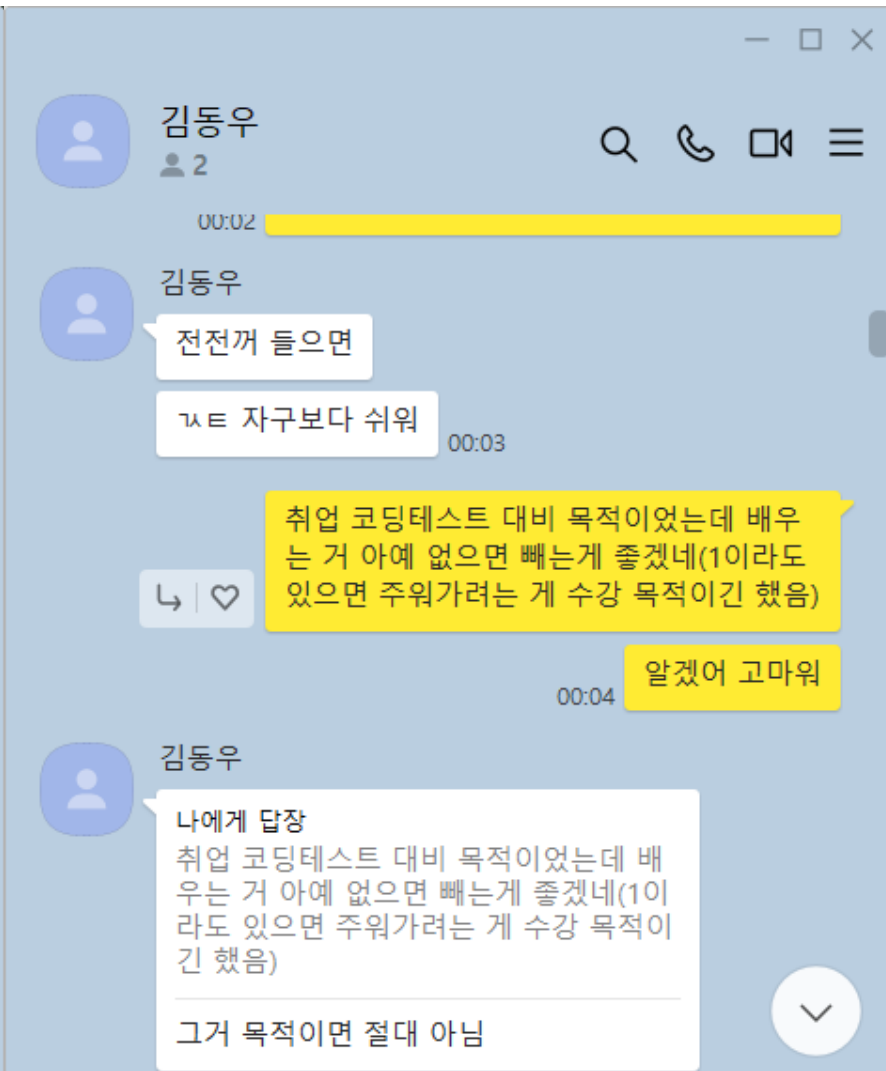 김동우
2
00:02
김동우
전전꺼 들으면
ㄳㅌ 자구보다 쉬워
00:03
취업 코딩테스트 대비 목적이었는데 배우
는 거 아예 없으면 빼는게 좋겠네(1이라도
있으면 주워가려는 게 수강 목적이긴 했음)
알겠어 고마워
00:04
김동우
나에게 답장
취업 코딩테스트 대비 목적이었는데 배
우는 거 아예 없으면 빼는게 좋겠네(1이
라도 있으면 주워가려는 게 수강 목적이
긴 했음)
그거 목적이면 절대 아님